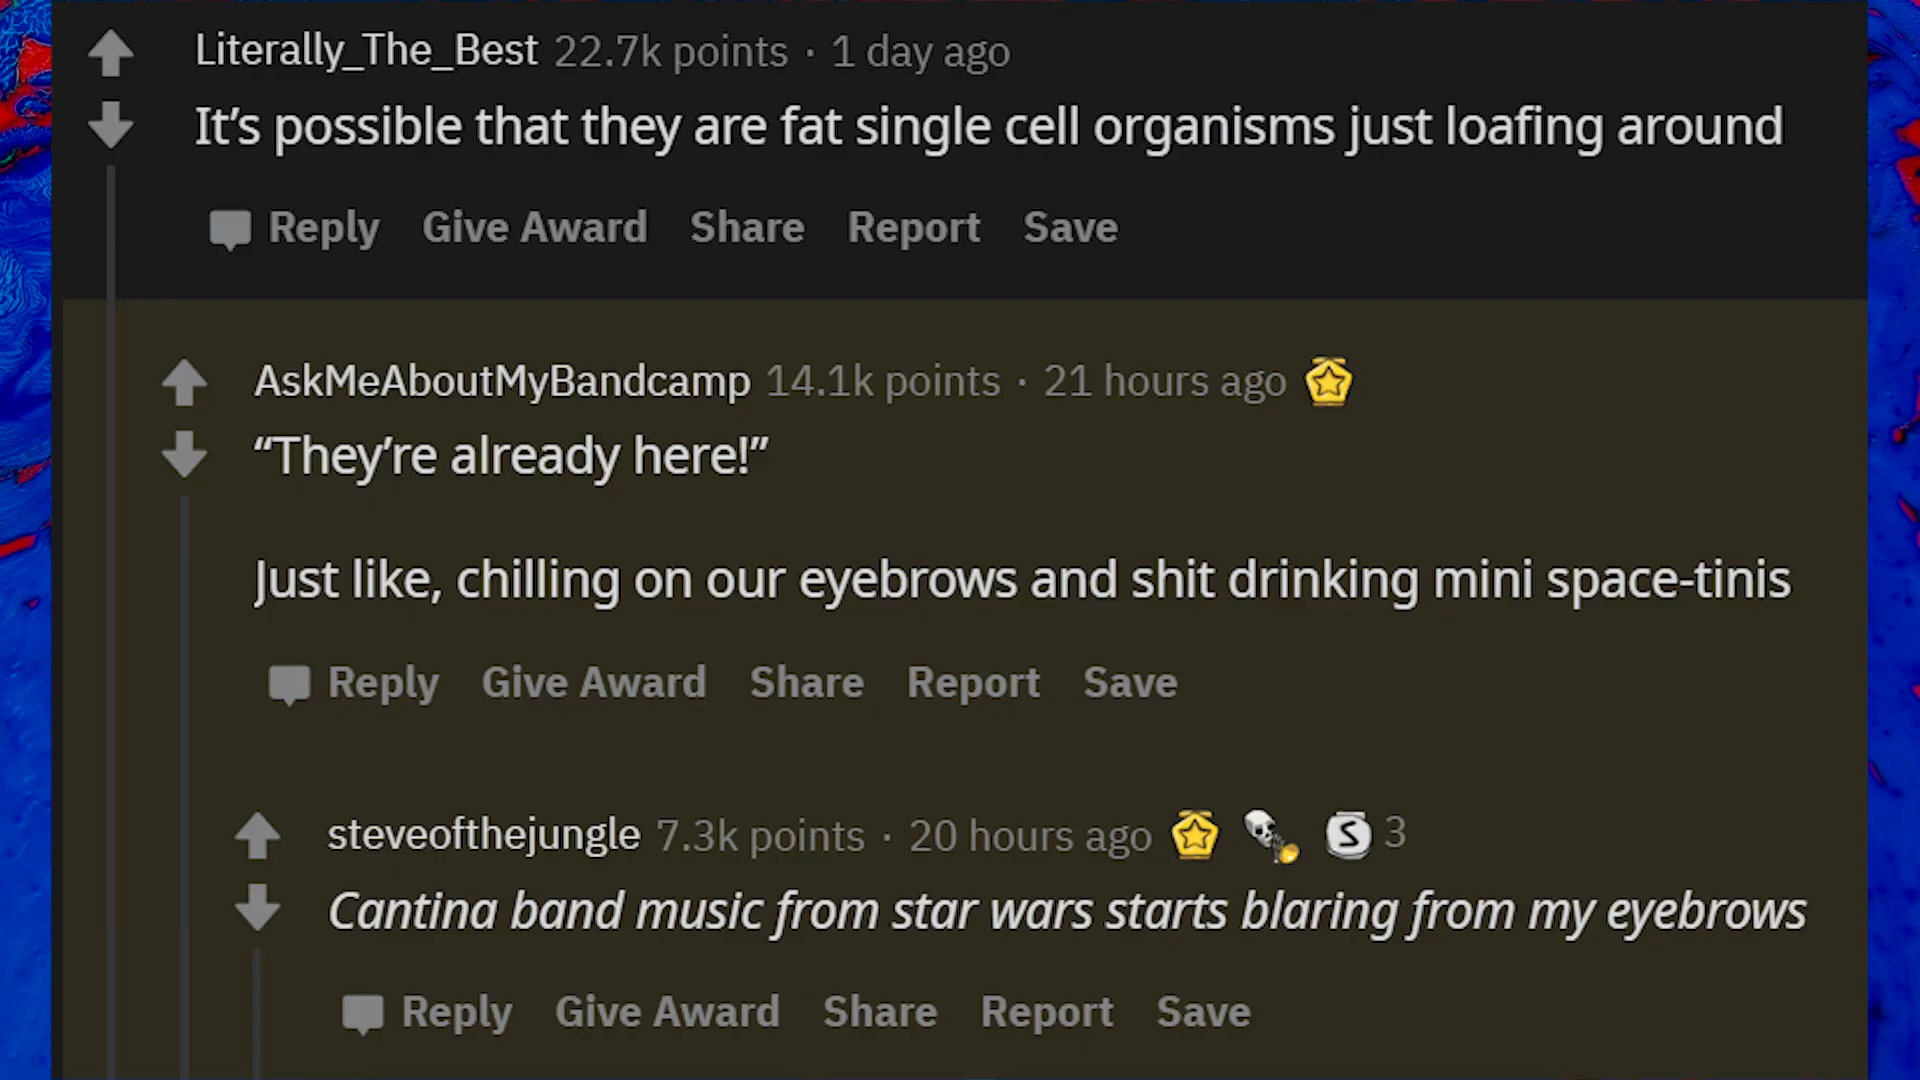 Literally_The_Best 22.7k points · 1 day ago
It’s possible that they are fat single cell organisms just loafing around
Reply Give Award Share Report Save
AskMeAboutMyBandcamp 14.1k points · 21 hours ago
“They’re already here!”
Just like, chilling on our eyebrows and shit drinking mini space-tinis
Reply Give Award Share Report Save
steveofthejungle 7.3k points · 20 hours ago S 3
Cantina band music from star wars starts blaring from my eyebrows
Reply Give Award Share Report Save